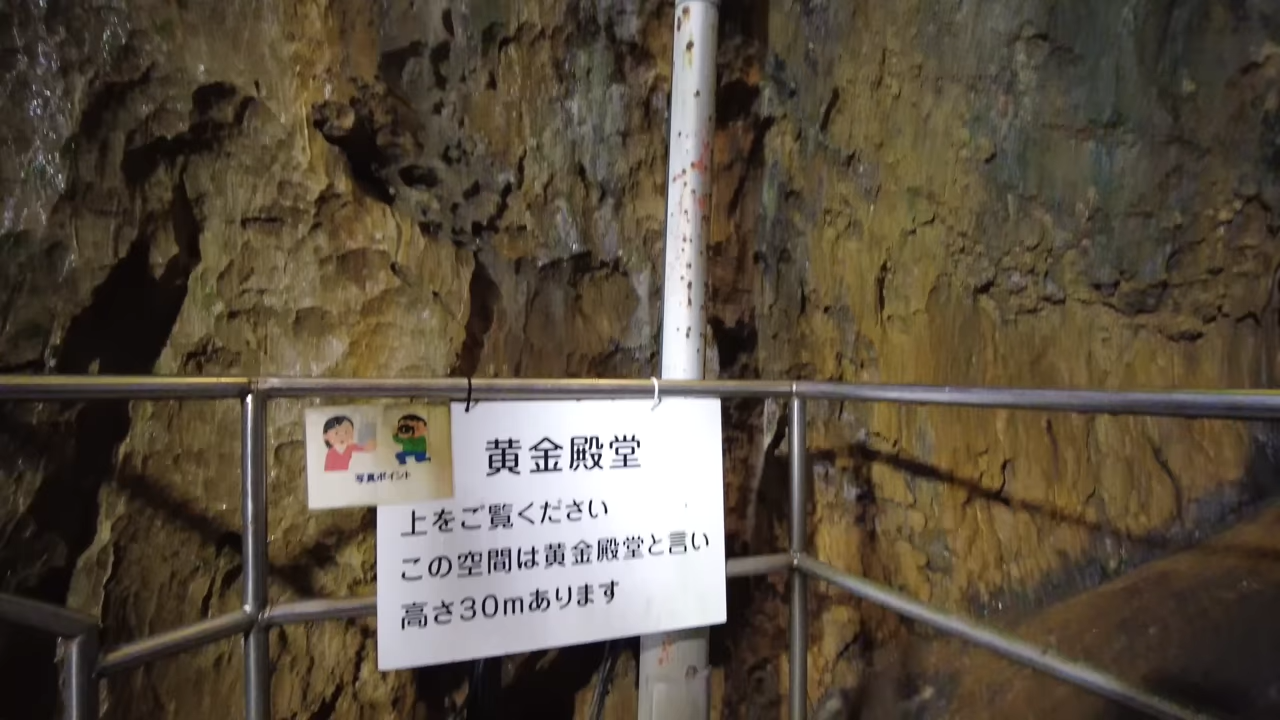 写真ポイント
黄金殿堂
上をご覧ください
この空間は黄金殿堂と言い
高さ30mあります